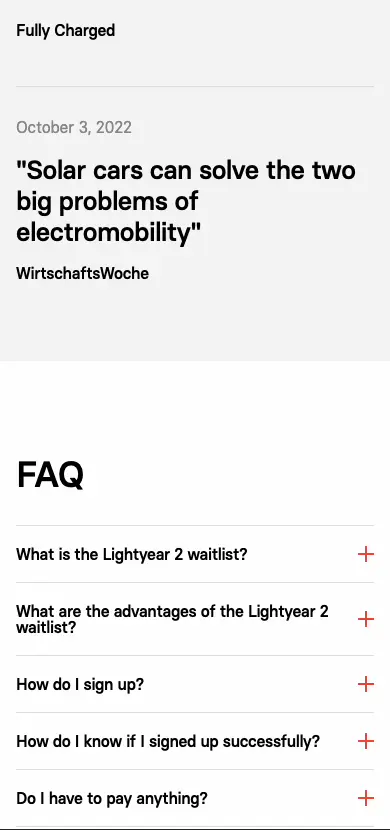 Fully Charged
October 3, 2022
"Solar cars can solve the two
big problems of
electromobility"
WirtschaftsWoche
FAQ
What is the Lightyear 2 waitlist?
What are the advantages of the Lightyear 2
waitlist?
How do I sign up?
How do I know if I signed up successfully?
Do I have to pay anything?